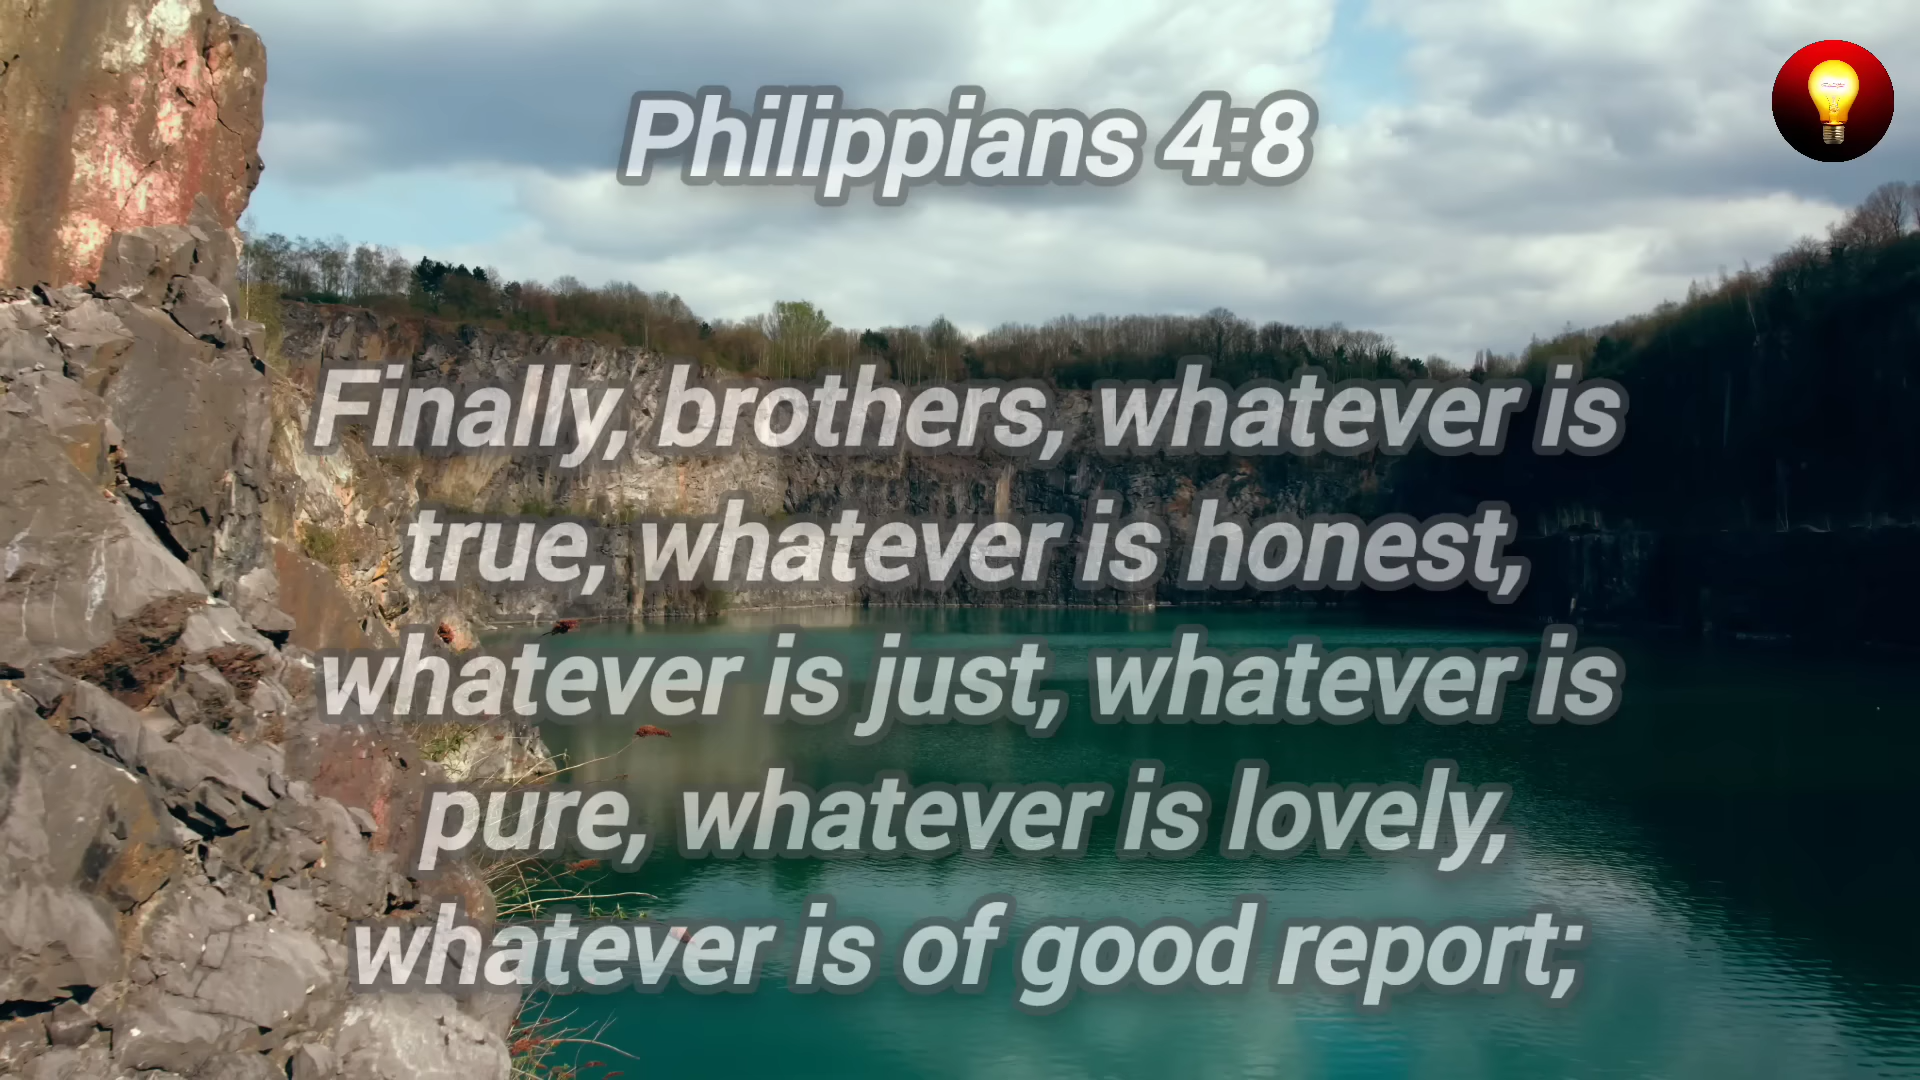 Philippians 4:8
Finally, brothers, whatever is
true, whatever is honest,
whatever is just, whatever is
pure, whatever is lovely,
whatever is of good report;